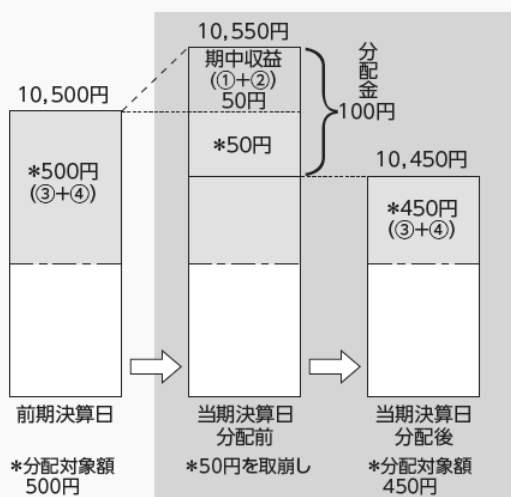 10,550円
期中収益
(①+②)
50円
*50円
分配金
100円
10,500円
*500円
(③+④)
10,450円
*450円
(③+④)
前期決算日
当期決算日
分配前
当期決算日
分配後
*分配対象額
500円
*50円を取崩し
*分配対象額
450円